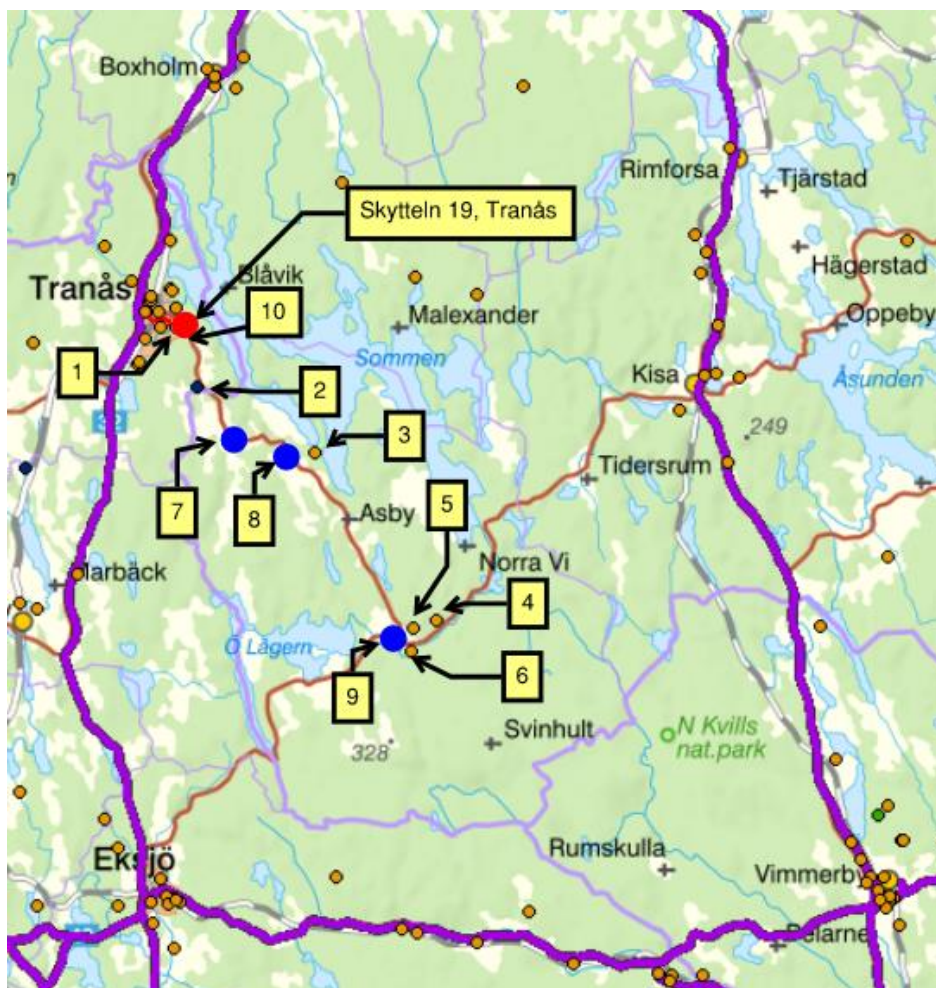 Boxholm
Rimforsa
Tjärstad
Skytteln 19, Tranås
Hägerstad
Tranås
Blåvik
10
Malexander
Oppeby
1
Sommen
Kisa
Åsunden
2
32
3
249
7
8
5
Asby
Tidersrum
Norra Vi
4
Ö Lägern
9
6
Svinhult
328
N Kvills
nat.park
Eksjö
Rumskulla
Vimmerby
Pelarne